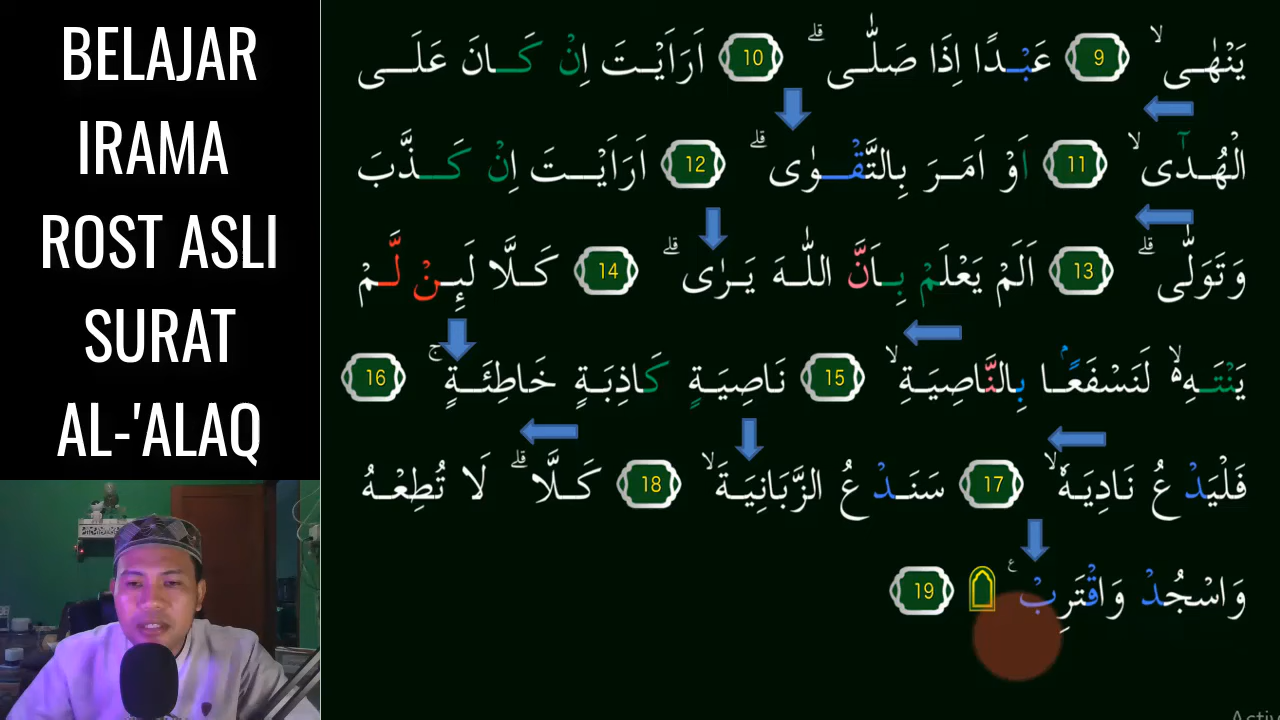 BELAJAR
IRAMA
ROST ASLI
SURAT
AL-'ALAQ
يَنْهٰىۙ 9 عَبْدًا اِذَا صَلّٰىۗ 10 اَرَاَيْتَ اِنْ كَانَ عَلَى
الْهُدٰٓىۙ 11 اَوْ اَمَرَ بِالتَّقْوٰىۗ 12 اَرَاَيْتَ اِنْ كَذَّبَ
وَتَوَلّٰىۗ 13 اَلَمْ يَعْلَمْ بِاَنَّ اللّٰهَ يَرٰىۗ 14 كَلَّا لَىِٕنْ لَّمْ
يَنْتَهِ ەۙ لَنَسْفَعًاۢ بِالنَّاصِيَةِۙ 15 نَاصِيَةٍ كَاذِبَةٍ خَاطِئَةٍۚ 16
فَلْيَدْعُ نَادِيَهٗۙ 17 سَنَدْعُ الزَّبَانِيَةَۙ 18 كَلَّاۗ لَا تُطِعْهُ
وَاسْجُدْ وَاقْتَرِبْ ۩ ࣖ 19